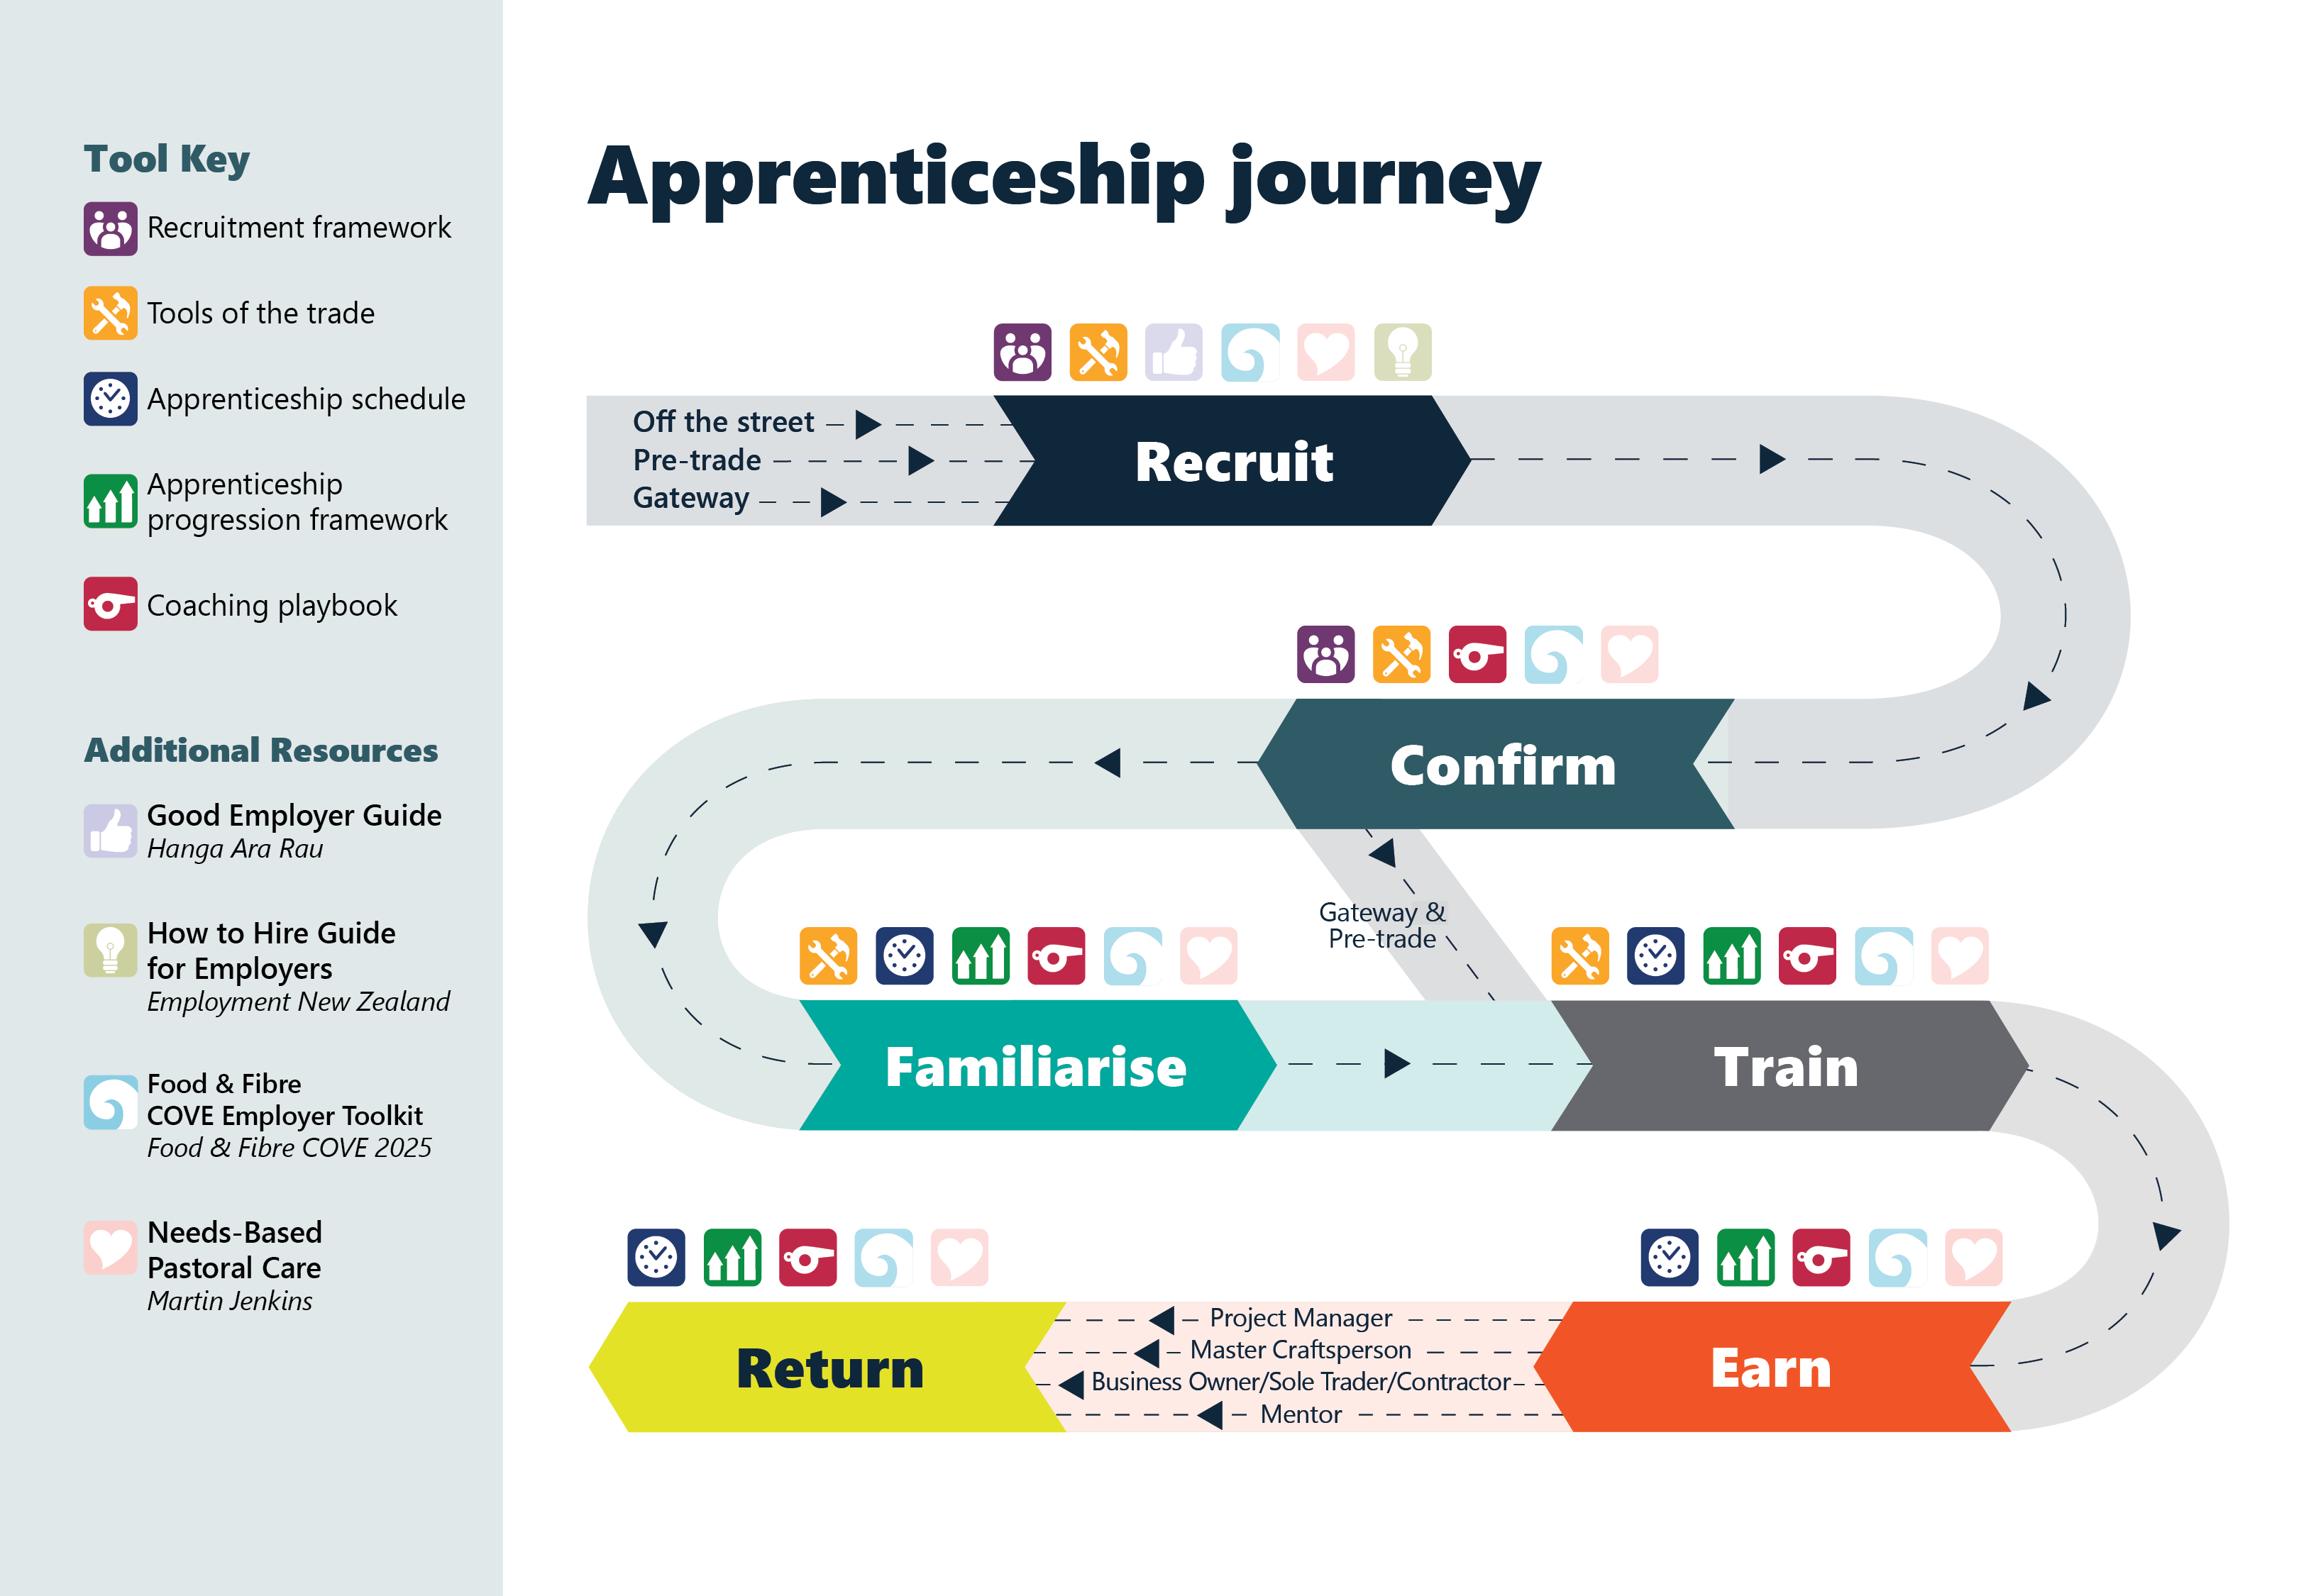 Tool Key
Recruitment framework
Tools of the trade
Apprenticeship schedule
Apprenticeship
progression framework
Coaching playbook
Additional Resources
Good Employer Guide
Hanga Ara Rau
How to Hire Guide
for Employers
Employment New Zealand
Food & Fibre
COVE Employer Toolkit
Food & Fibre COVE 2025
Needs-Based
Pastoral Care
Martin Jenkins
Apprenticeship journey
Off the street
Pre-trade
Gateway
Recruit
Confirm
Gateway &
Pre-trade
Familiarise
Train
Return
Project Manager
Master Craftsperson
Business Owner/Sole Trader/Contractor
Mentor
Earn